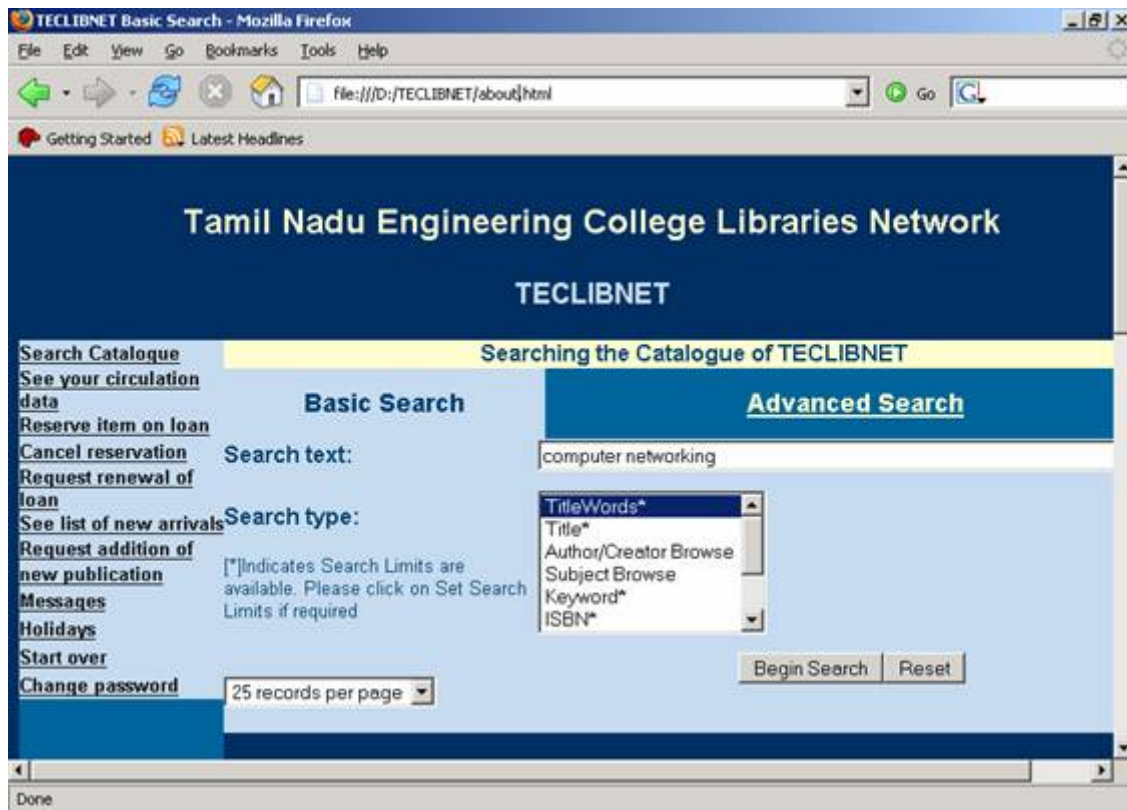 TECLIBNET Basic Search - Mozilla Firefox
File Edit View Go Bookmarks Tools Help
file:///D:/TECLIBNET/about.html
Go
G
Getting Started Latest Headlines
Tamil Nadu Engineering College Libraries Network
TECLIBNET
Search Catalogue
See your circulation
data
Reserve item on loan
Cancel reservation
Request renewal of
loan
See list of new arrivals
Request addition of
new publication
Messages
Holidays
Start over
Change password
Searching the Catalogue of TECLIBNET
Basic Search
Advanced Search
Search text:
computer networking
Search type:
[*]Indicates Search Limits are
available. Please click on Set Search
Limits if required
TitleWords*
Title*
Author/Creator Browse
Subject Browse
Keyword*
ISBN*
Begin Search Reset
25 records per page
Done